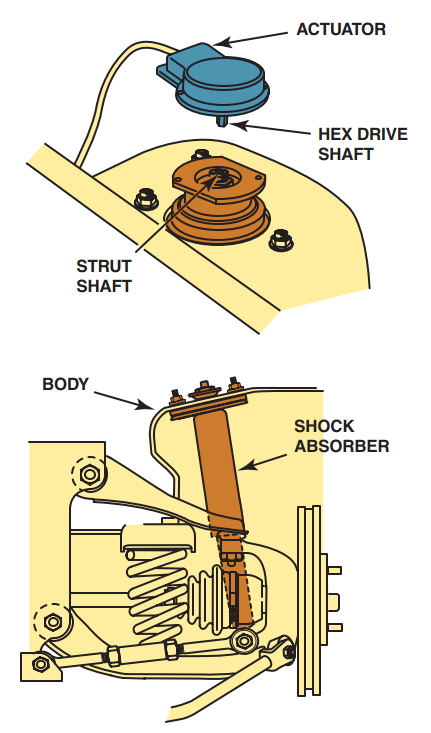 ACTUATOR
HEX DRIVE
SHAFT
STRUT
SHAFT
BODY
SHOCK
ABSORBER